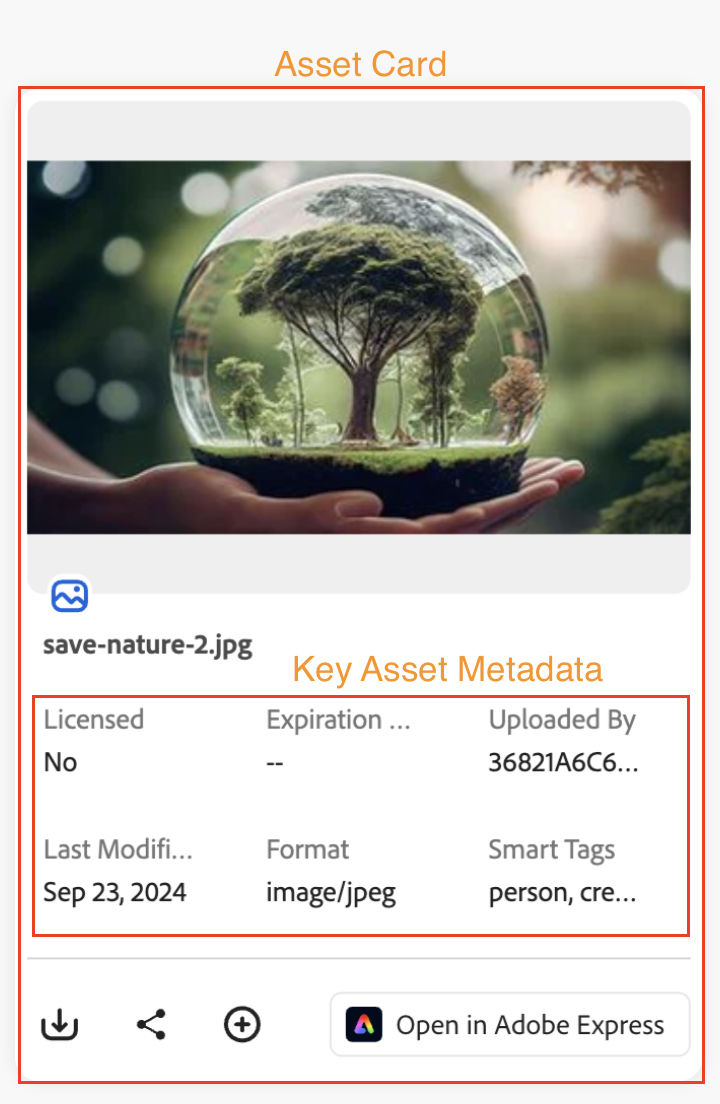 Asset Card
save-nature-2.jpg
Key Asset Metadata
Licensed Expiration ... Uploaded By
No -- 36821A6C6...
Last Modifi... Format Smart Tags
Sep 23, 2024 image/jpeg person, cre...
Open in Adobe Express